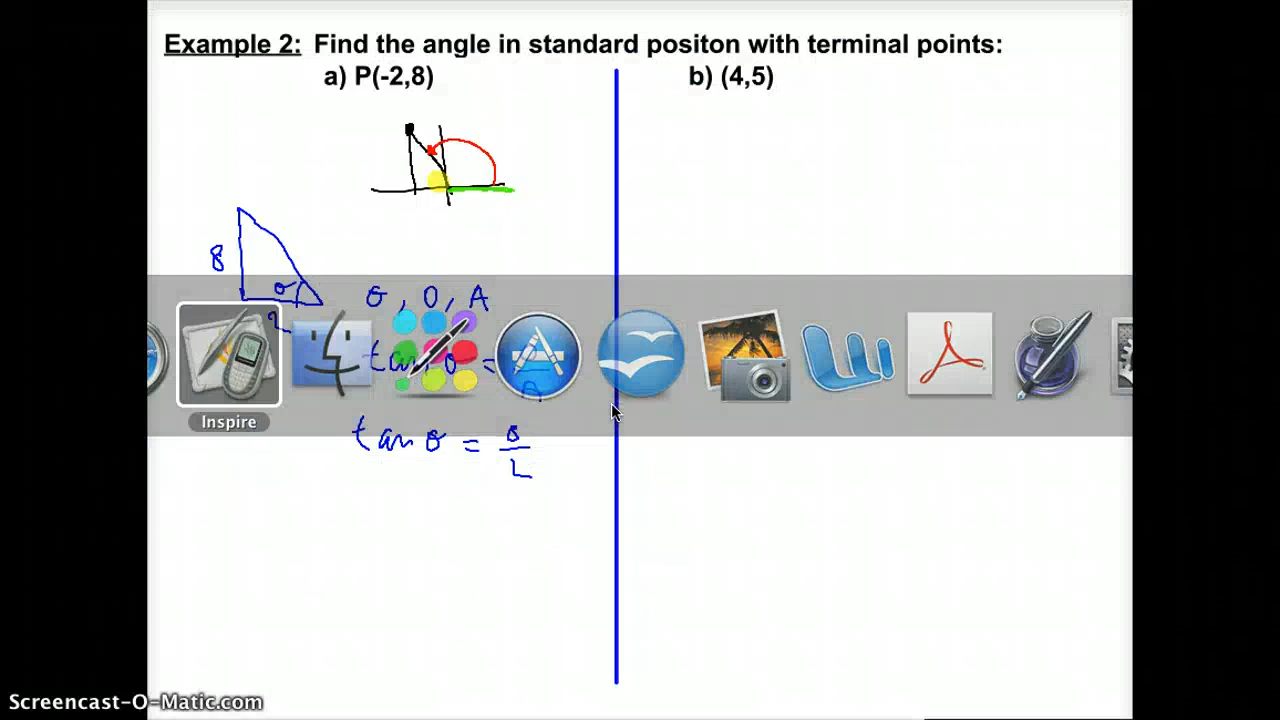 Example 2: Find the angle in standard positon with terminal points:
a) P(-2,8)
b) (4,5)
8
θ
2
θ, O, A
tan θ =
A
Inspire
tan θ = 8/2
Screencast-O-Matic.com